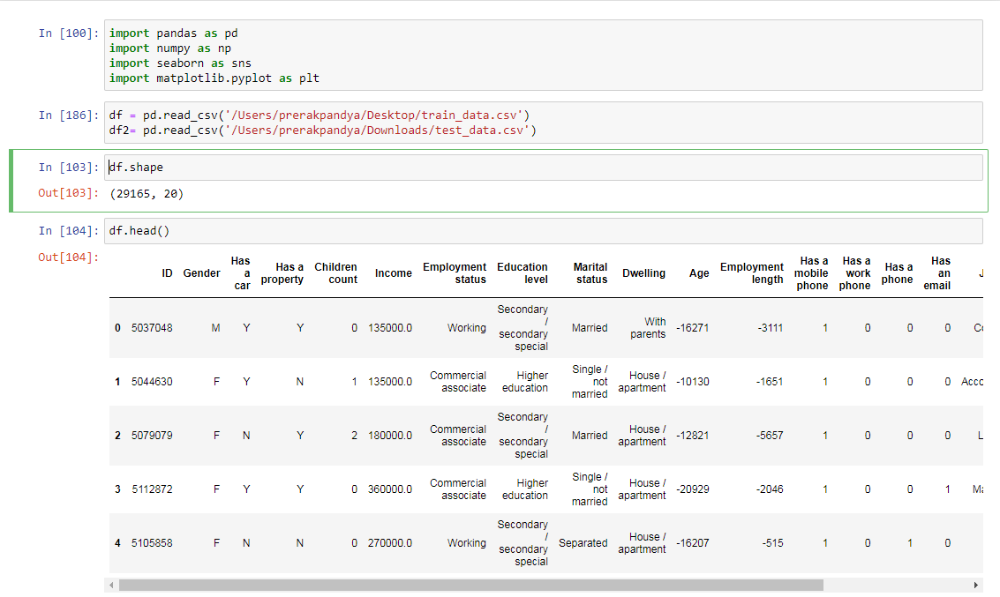 In [100]: import pandas as pd
import numpy as np
import seaborn as sns
import matplotlib.pyplot as plt
In [186]: df = pd.read_csv('/Users/prerakpandya/Desktop/train_data.csv')
df2= pd.read_csv('/Users/prerakpandya/Downloads/test_data.csv')
In [103]: df.shape
Out[103]: (29165, 20)
In [104]: df.head()
Out[104]:
ID Gender Has a car Has a property Children count Income Employment status Education level Marital status Dwelling Age Employment length Has a mobile phone Has a work phone Has a phone Has an email J
0 5037048 M Y Y 0 135000.0 Working Secondary / secondary special Married With parents -16271 -3111 1 0 0 0 Co
1 5044630 F Y N 1 135000.0 Commercial associate Higher education Single / not married House / apartment -10130 -1651 1 0 0 0 Acco
2 5079079 F N Y 2 180000.0 Commercial associate Secondary / secondary special Married House / apartment -12821 -5657 1 0 0 0 L
3 5112872 F Y Y 0 360000.0 Commercial associate Higher education Single / not married House / apartment -20929 -2046 1 0 0 1 Ma
4 5105858 F N N 0 270000.0 Working Secondary / secondary special Separated House / apartment -16207 -515 1 0 1 0